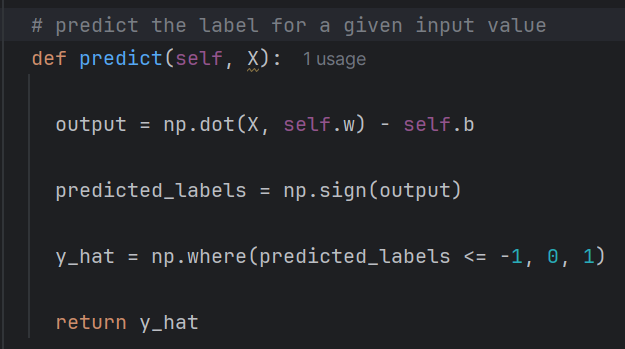 # predict the label for a given input value
def predict(self, X): 1 usage
output = np.dot(X, self.w) - self.b
predicted_labels = np.sign(output)
y_hat = np.where(predicted_labels <= -1, 0, 1)
return y_hat